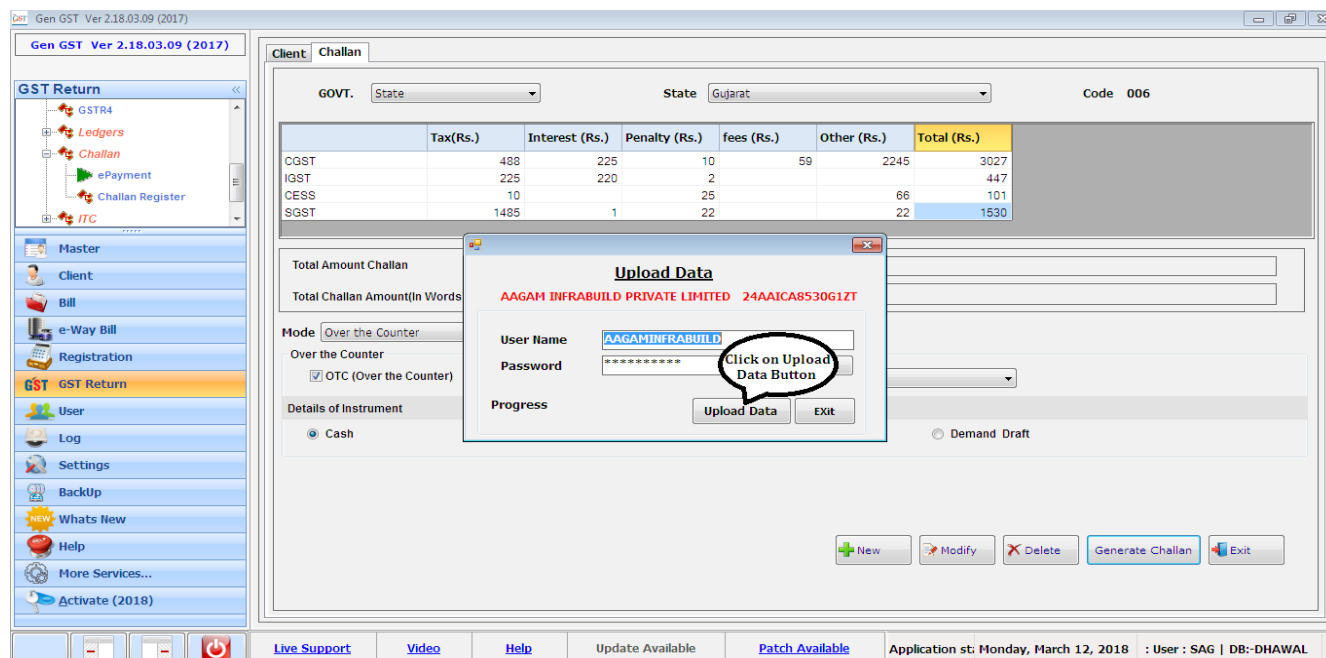 GST Gen GST Ver 2.18.03.09 (2017)
Gen GST Ver 2.18.03.09 (2017)
GST Return
GSTR4
Ledgers
Challan
ePayment
Challan Register
ITC
Master
Client
Bill
e-Way Bill
Registration
GST GST Return
User
Log
Settings
BackUp
NEW Whats New
Help
More Services...
Activate (2018)
Client Challan
GOVT. State State Gujarat Code 006
Tax(Rs.) Interest (Rs.) Penalty (Rs.) fees (Rs.) Other (Rs.) Total (Rs.)
CGST 488 225 10 59 2245 3027
IGST 225 220 2 447
CESS 10 25 66 101
SGST 1485 1 22 22 1530
Total Amount Challan
Total Challan Amount(In Words
Mode Over the Counter
Over the Counter
OTC (Over the Counter)
Details of Instrument
Cash Demand Draft
Upload Data
AAGAM INFRABUILD PRIVATE LIMITED 24AAICA8530G1ZT
User Name AAGAMINFRABUILD
Password **********
Click on Upload
Data Button
Progress Upload Data EXit
New Modify Delete Generate Challan Exit
Live Support Video Help Update Available Patch Available Application sta Monday, March 12, 2018 : User : SAG | DB:-DHAWAL